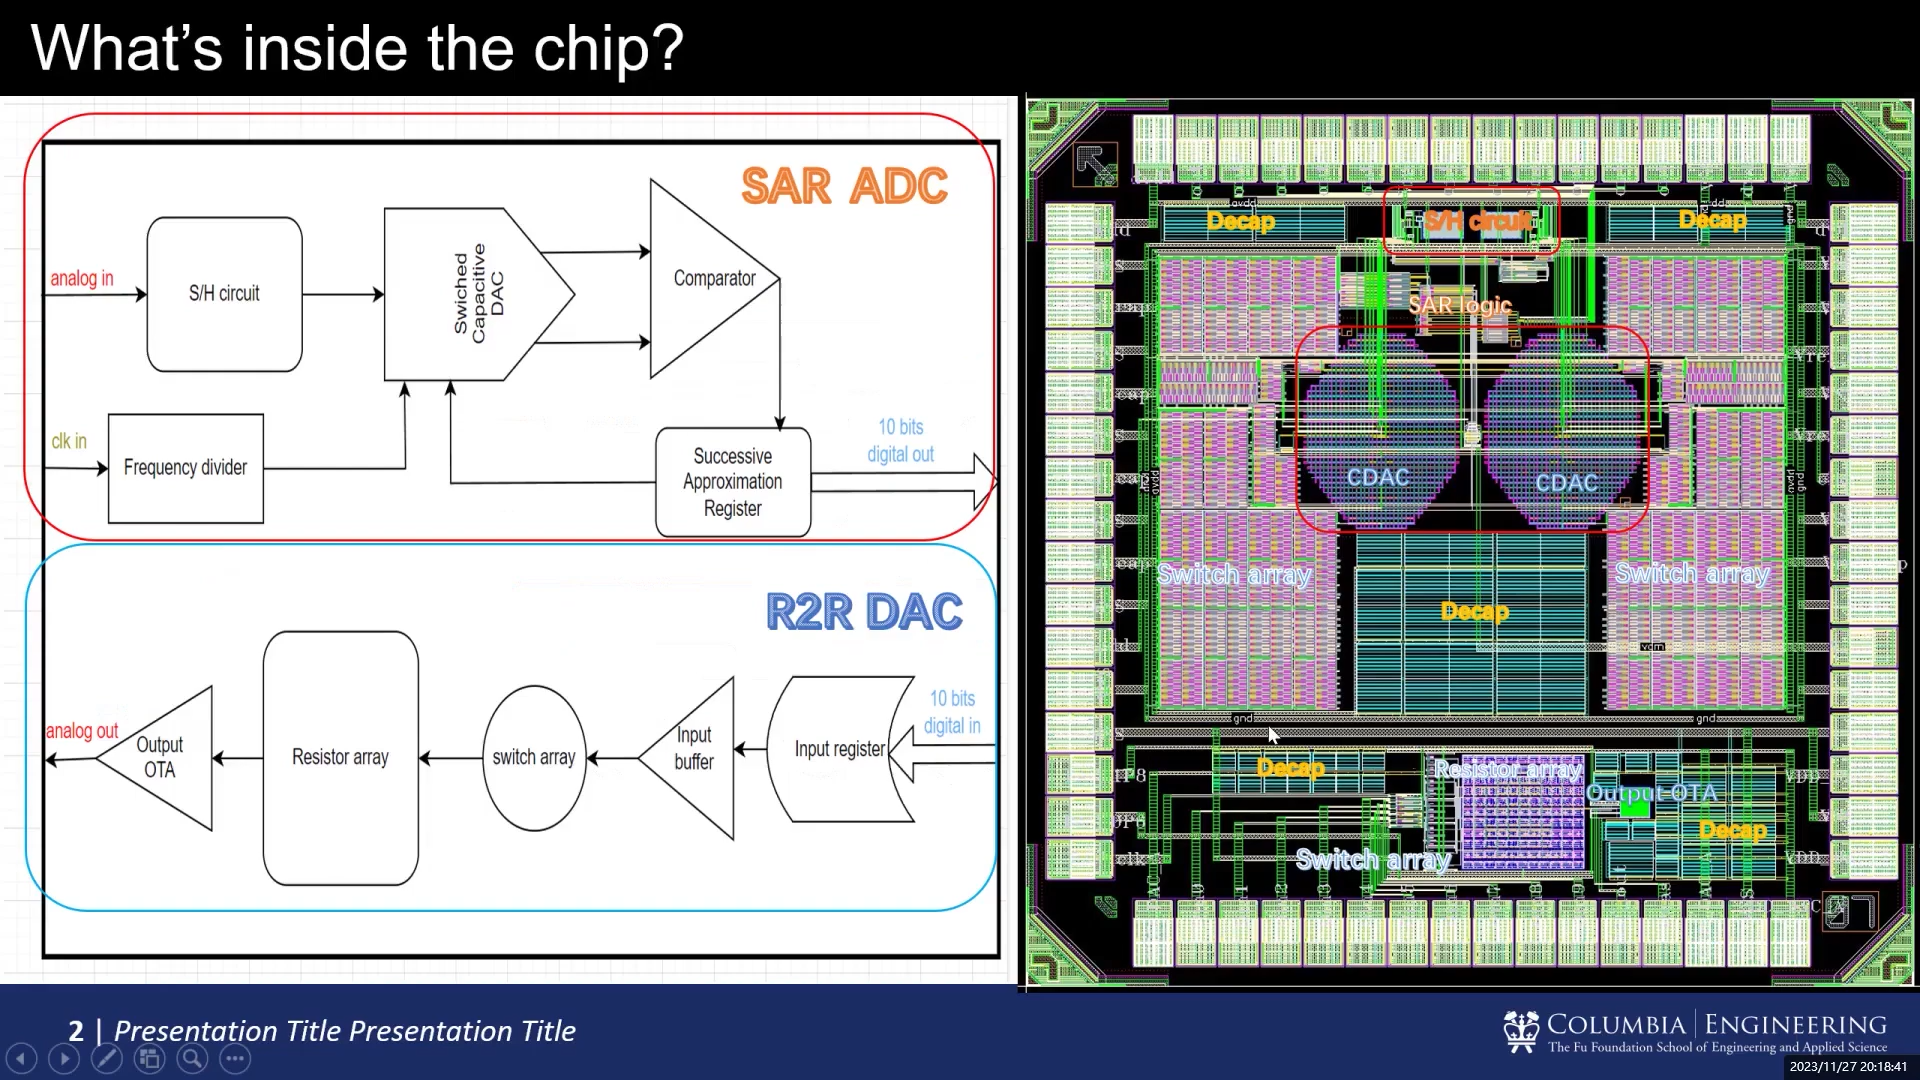 What's inside the chip?
SAR ADC
analog in
S/H circuit
Swiched
Capacitive
DAC
Comparator
clk in
Frequency divider
Successive
Approximation
Register
10 bits
digital out
R2R DAC
analog out
Output
OTA
Resistor array
switch array
Input
buffer
Input register
10 bits
digital in
Decap
S/H circuit
Decap
SAR logic
CDAC
CDAC
Switch array
Switch array
Decap
gnd
gnd
Decap
Resistor array
Output OTA
Decap
Switch array
2 | Presentation Title Presentation Title
COLUMBIA | ENGINEERING
The Fu Foundation School of Engineering and Applied Science
2023/11/27 20:18:41